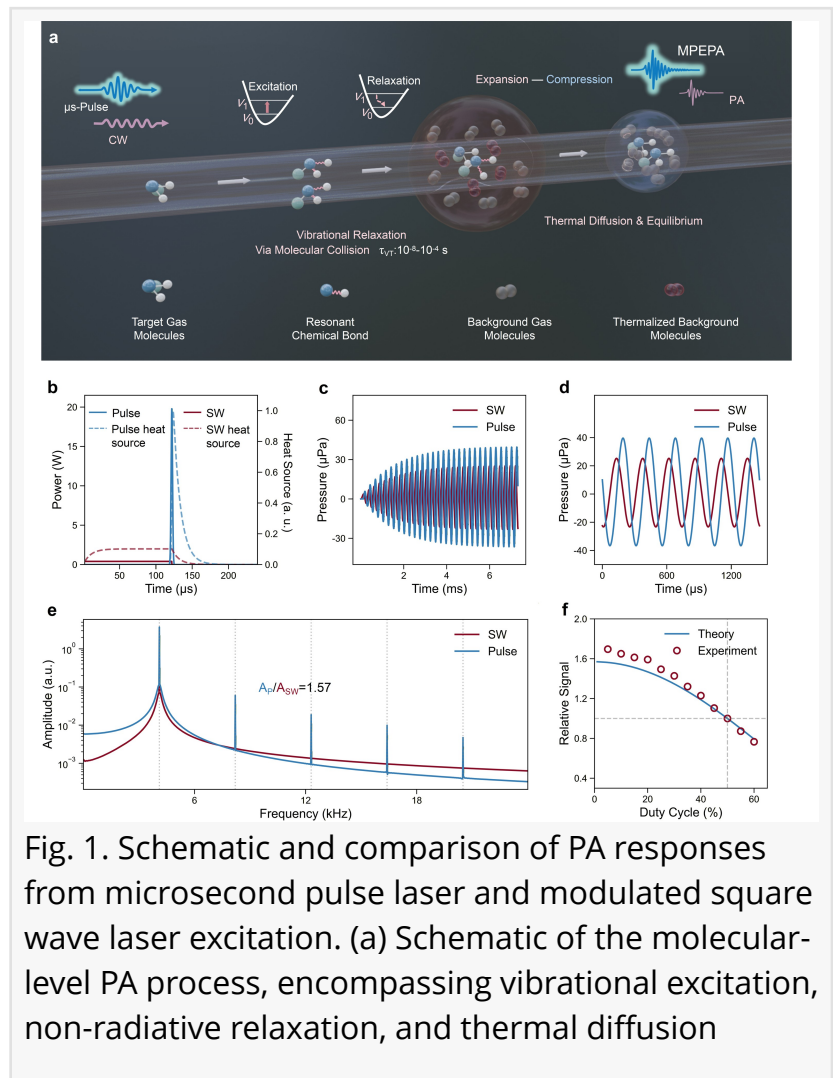 a
MPEPA
Excitation
Relaxation
Expansion — Compression
V1
V0
V1
V0
μs-Pulse
PA
CW
Thermal Diffusion & Equilibrium
Vibrational Relaxation
Via Molecular Collision τVT:10-8-10-4 s
Target Gas
Molecules
Resonant
Chemical Bond
Background Gas
Molecules
Thermalized Background
Molecules
b
Power (W)
20
15
10
5
0
Pulse
Pulse heat
source
SW
SW heat
source
1.0
0.8
0.6
0.4
0.2
0.0
Heat Source (a. u.)
50
100
150
200
Time (μs)
c
Pressure (μPa)
60
30
0
-30
SW
Pulse
2
4
6
Time (ms)
d
Pressure (μPa)
40
20
0
-20
-40
SW
Pulse
0
600
1200
Time (μs)
e
Amplitude (a.u.)
100
10-1
10-2
10-3
SW
Pulse
AP/ASW=1.57
6
12
18
Frequency (kHz)
f
Relative Signal
2.0
1.6
1.2
0.8
0.4
Theory
Experiment
0
20
40
60
Duty Cycle (%)
Fig. 1. Schematic and comparison of PA responses
from microsecond pulse laser and modulated square
wave laser excitation. (a) Schematic of the molecular-
level PA process, encompassing vibrational excitation,
non-radiative relaxation, and thermal diffusion